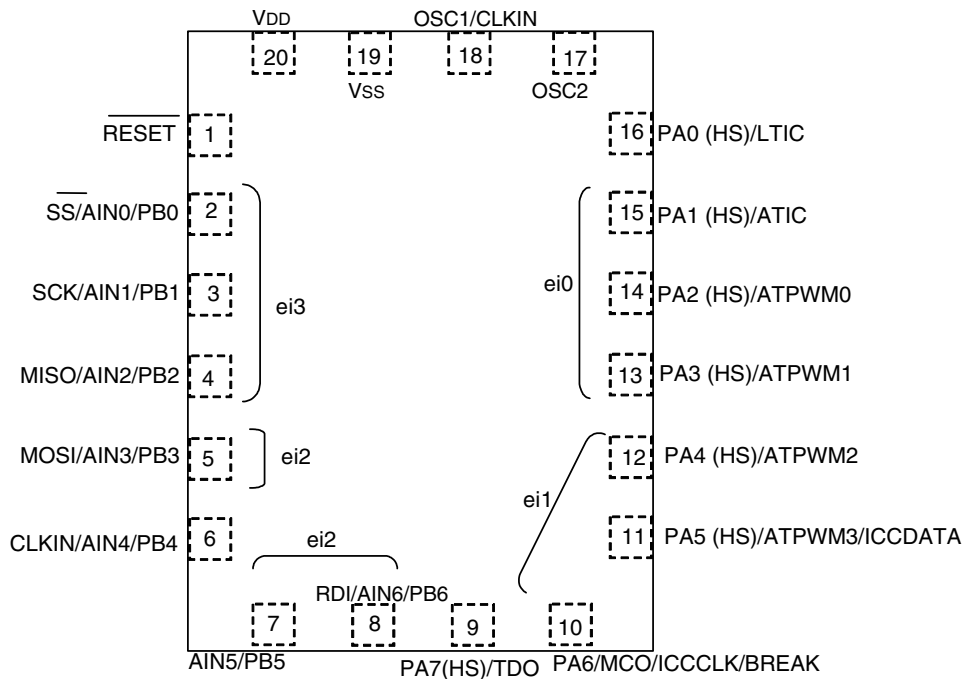 VDD
OSC1/CLKIN
20
19
18
17
VSS
OSC2
RESET
1
16
PA0 (HS)/LTIC
SS/AIN0/PB0
2
15
PA1 (HS)/ATIC
SCK/AIN1/PB1
3
ei3
ei0
14
PA2 (HS)/ATPWM0
MISO/AIN2/PB2
4
13
PA3 (HS)/ATPWM1
MOSI/AIN3/PB3
5
ei2
12
PA4 (HS)/ATPWM2
ei1
CLKIN/AIN4/PB4
6
ei2
11
PA5 (HS)/ATPWM3/ICCDATA
RDI/AIN6/PB6
7
8
9
10
AIN5/PB5
PA7(HS)/TDO
PA6/MCO/ICCCLK/BREAK